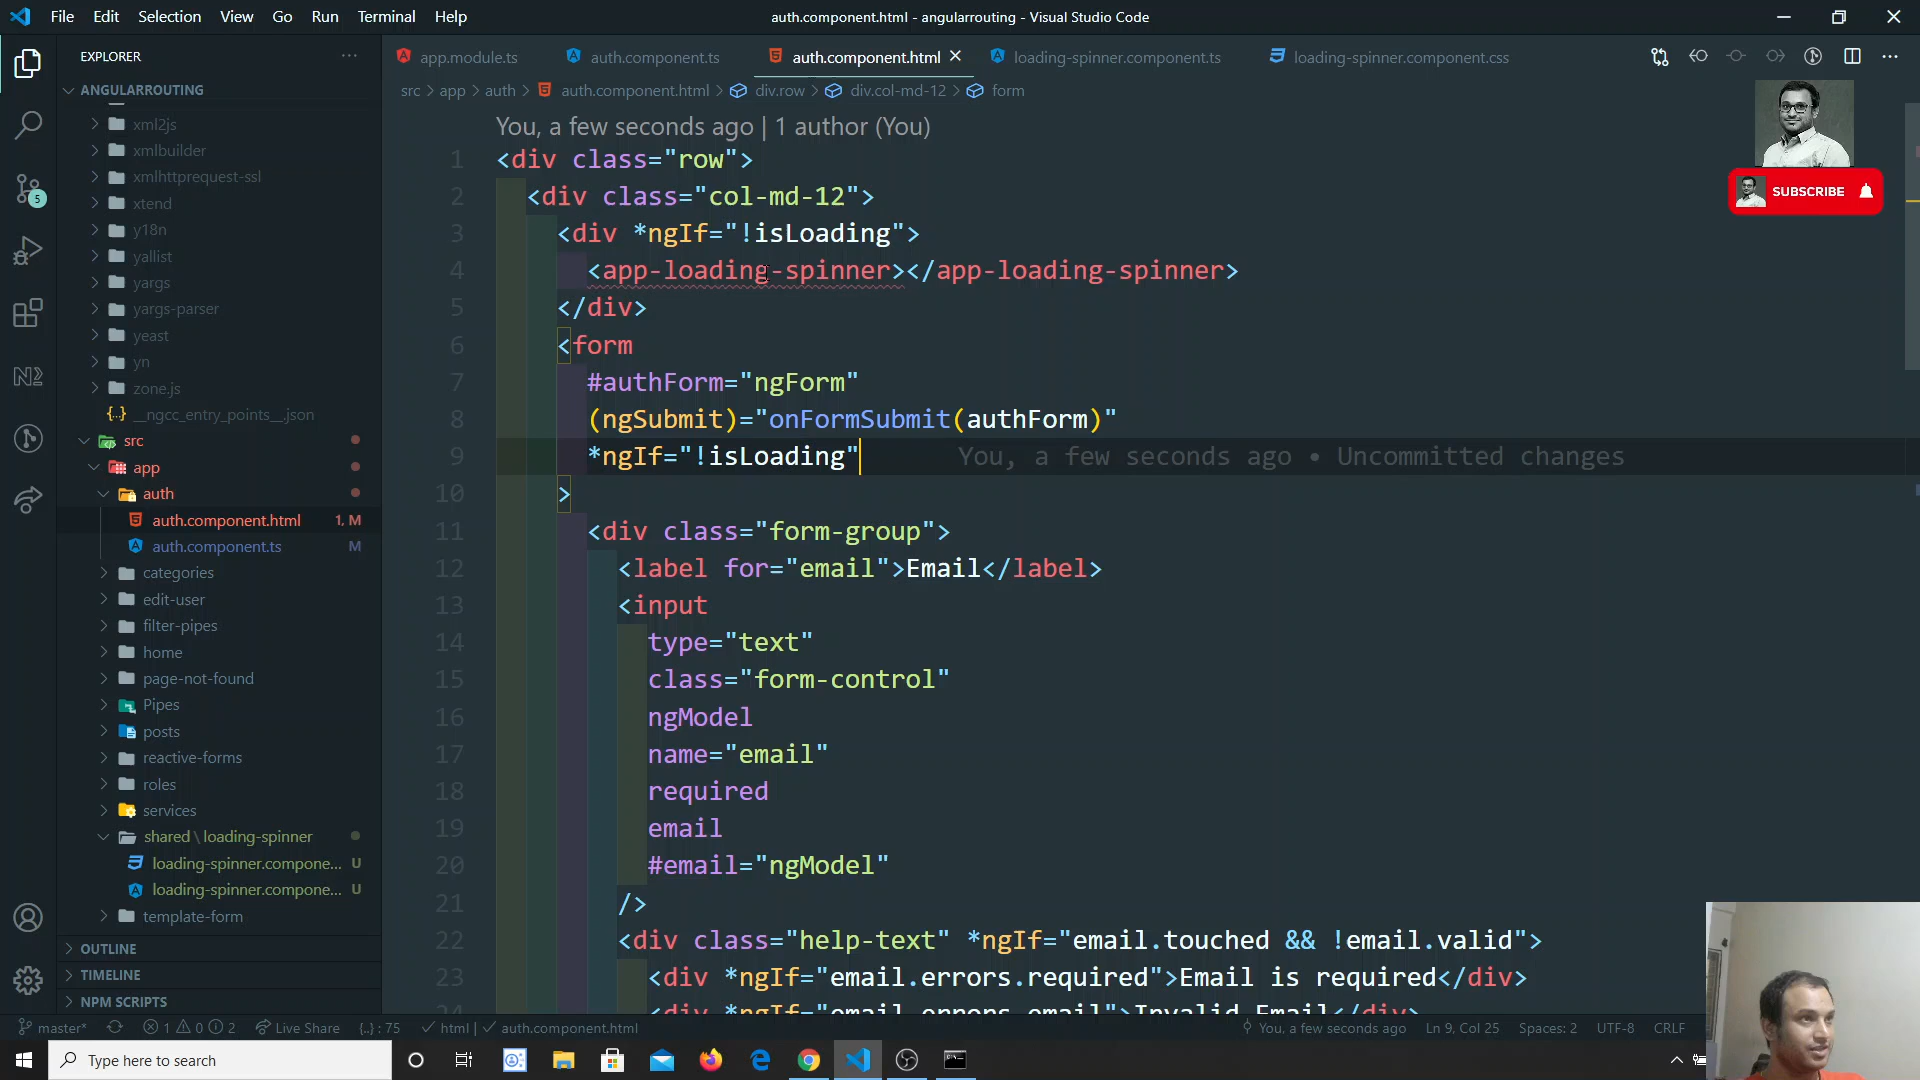 File Edit Selection View Go Run Terminal Help
auth.component.html - angularrouting - Visual Studio Code
EXPLORER
app.module.ts
auth.component.ts
auth.component.html
loading-spinner.component.ts
loading-spinner.component.css
ANGULARROUTING
src > app > auth > auth.component.html > div.row > div.col-md-12 > form
xml2js
xmlbuilder
xmlhttprequest-ssl
xtend
y18n
yallist
yargs
yargs-parser
yeast
yn
zone.js
{..} __ngcc_entry_points__.json
src
app
auth
auth.component.html 1, M
auth.component.ts M
categories
edit-user
filter-pipes
home
page-not-found
Pipes
posts
reactive-forms
roles
services
shared \ loading-spinner
loading-spinner.compone... U
loading-spinner.compone... U
template-form
OUTLINE
TIMELINE
NPM SCRIPTS
5
You, a few seconds ago | 1 author (You)
1 <div class="row">
2 <div class="col-md-12">
3 <div *ngIf="!isLoading">
4 <app-loading-spinner></app-loading-spinner>
5 </div>
6 <form
7 #authForm="ngForm"
8 (ngSubmit)="onFormSubmit(authForm)"
9 *ngIf="!isLoading" You, a few seconds ago • Uncommitted changes
10 >
11 <div class="form-group">
12 <label for="email">Email</label>
13 <input
14 type="text"
15 class="form-control"
16 ngModel
17 name="email"
18 required
19 email
20 #email="ngModel"
21 />
22 <div class="help-text" *ngIf="email.touched && !email.valid">
23 <div *ngIf="email.errors.required">Email is required</div>
24 <div *ngIf="email.errors.email">Invalid Email</div>
SUBSCRIBE
master* 1 0 2 Live Share {..} : 75 html auth.component.html
You, a few seconds ago Ln 9, Col 25 Spaces: 2 UTF-8 CRLF
Type here to search